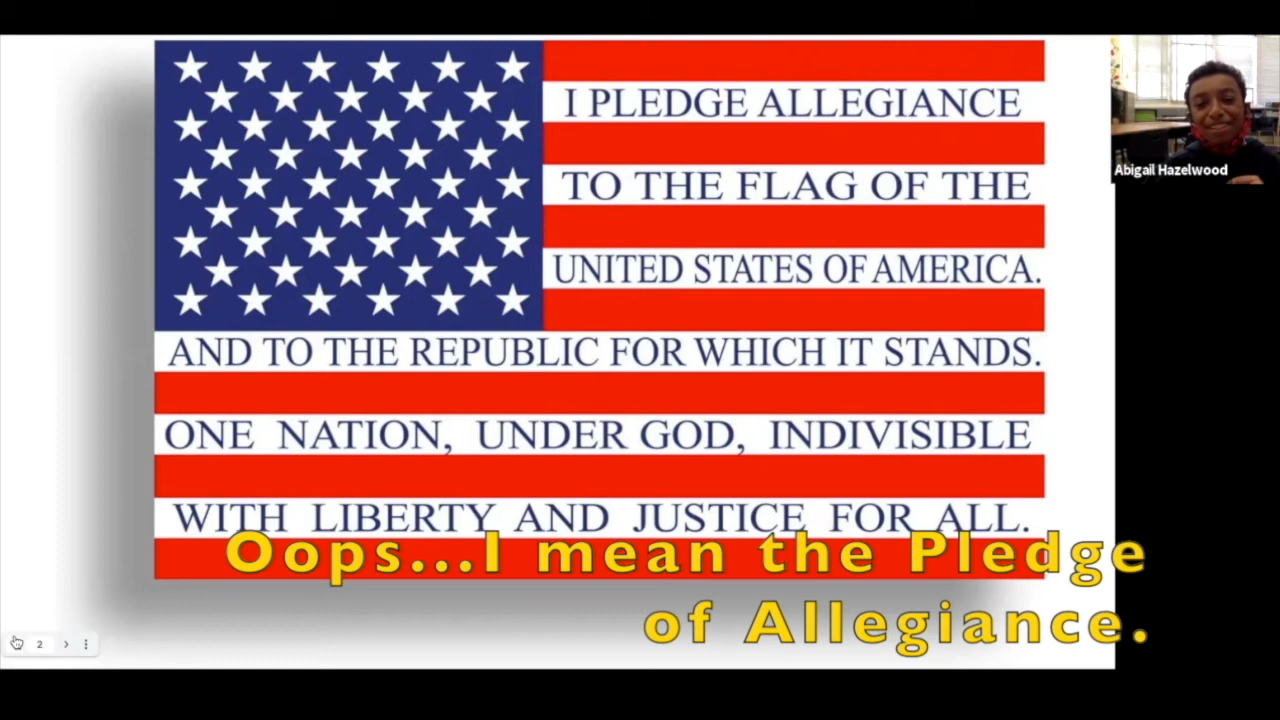 I PLEDGE ALLEGIANCE
TO THE FLAG OF THE
UNITED STATES OF AMERICA.
AND TO THE REPUBLIC FOR WHICH IT STANDS.
ONE NATION, UNDER GOD, INDIVISIBLE
WITH LIBERTY AND JUSTICE FOR ALL.
Oops...I mean the Pledge
of Allegiance.
Abigail Hazelwood
2